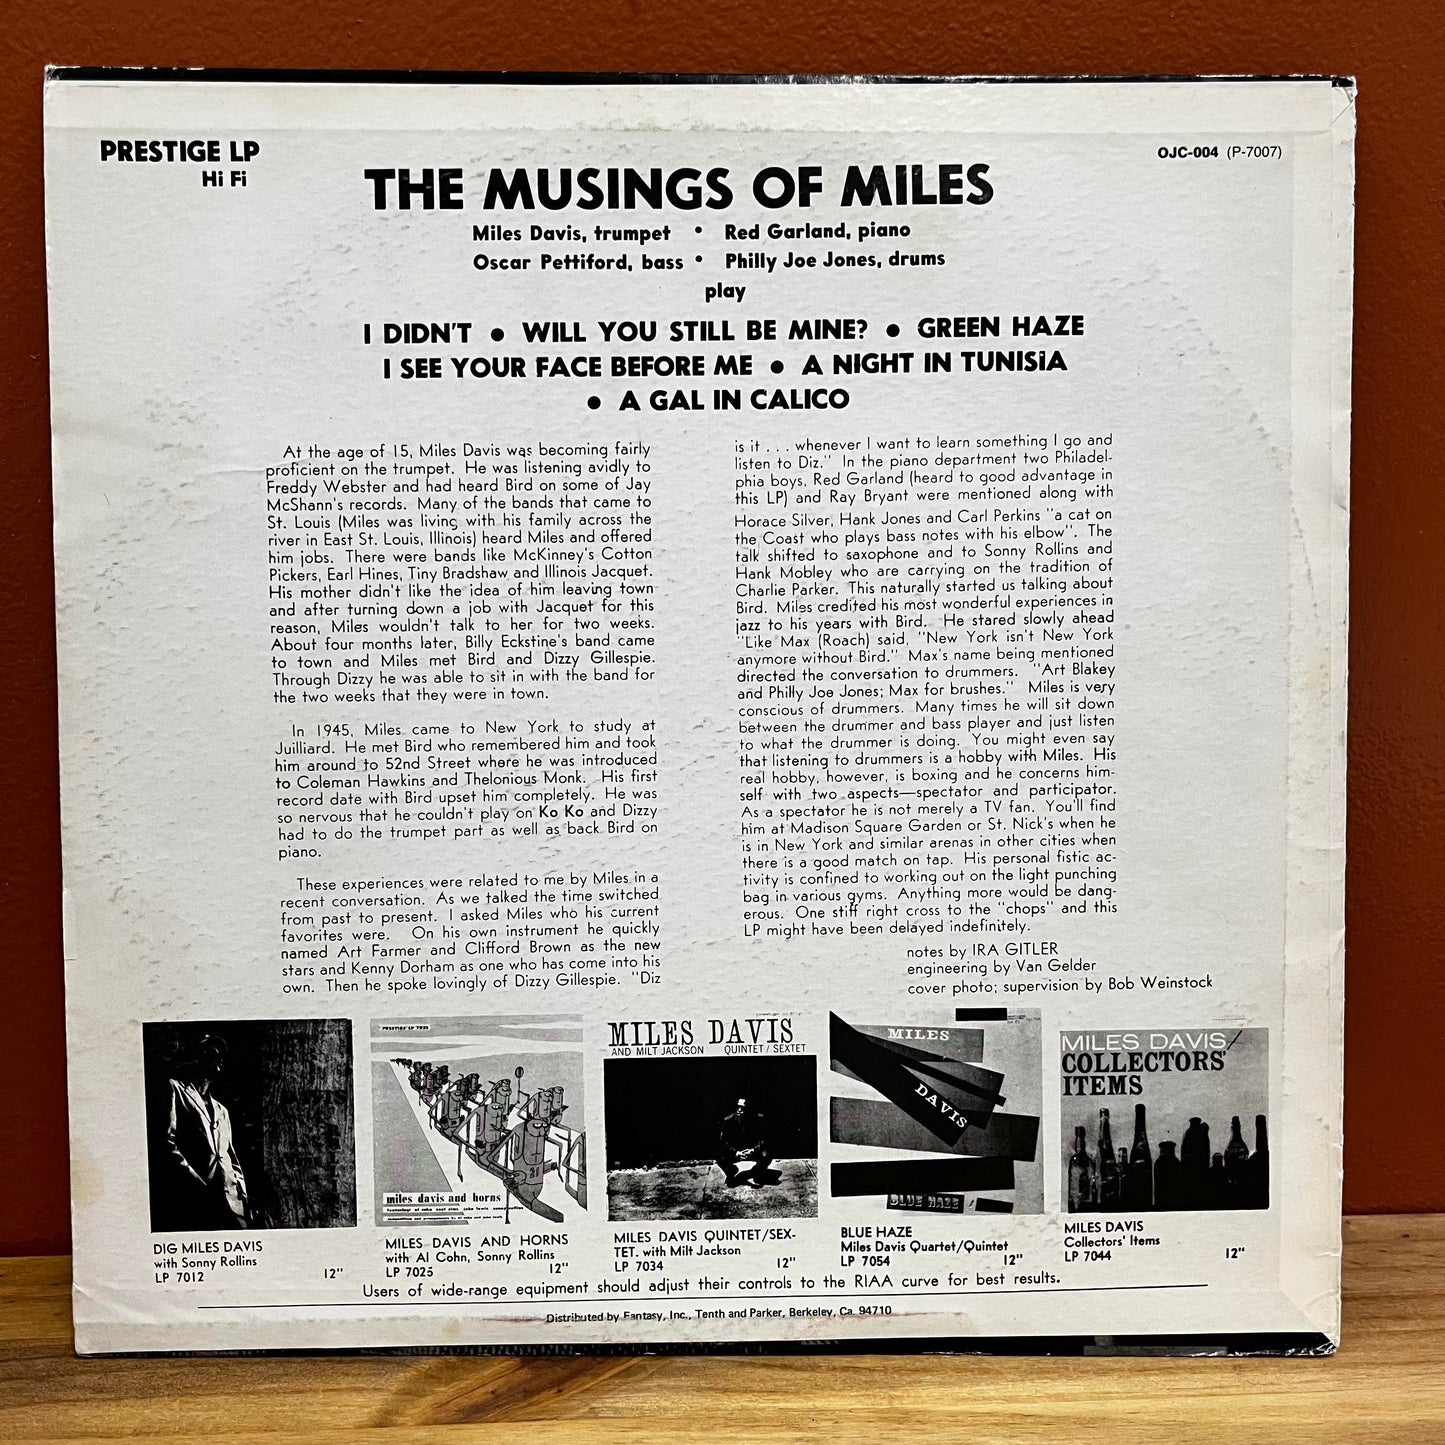 PRESTIGE LP
Hi Fi
OJC-004 (P-7007)
THE MUSINGS OF MILES
Miles Davis, trumpet • Red Garland, piano
Oscar Pettiford, bass • Philly Joe Jones, drums
play
I DIDN'T • WILL YOU STILL BE MINE? • GREEN HAZE
I SEE YOUR FACE BEFORE ME • A NIGHT IN TUNISIA
• A GAL IN CALICO
At the age of 15, Miles Davis was becoming fairly
proficient on the trumpet. He was listening avidly to
Freddy Webster and had heard Bird on some of Jay
McShann's records. Many of the bands that came to
St. Louis (Miles was living with his family across the
river in East St. Louis, Illinois) heard Miles and offered
him jobs. There were bands like McKinney's Cotton
Pickers, Earl Hines, Tiny Bradshaw and Illinois Jacquet.
His mother didn't like the idea of him leaving town
and after turning down a job with Jacquet for this
reason, Miles wouldn't talk to her for two weeks.
About four months later, Billy Eckstine's band came
to town and Miles met Bird and Dizzy Gillespie.
Through Dizzy he was able to sit in with the band for
the two weeks that they were in town.
In 1945, Miles came to New York to study at
Juilliard. He met Bird who remembered him and took
him around to 52nd Street where he was introduced
to Coleman Hawkins and Thelonious Monk. His first
record date with Bird upset him completely. He was
so nervous that he couldn't play on Ko Ko and Dizzy
had to do the trumpet part as well as back Bird on
piano.
These experiences were related to me by Miles in a
recent conversation. As we talked the time switched
from past to present. I asked Miles who his current
favorites were. On his own instrument he quickly
named Art Farmer and Clifford Brown as the new
stars and Kenny Dorham as one who has come into his
own. Then he spoke lovingly of Dizzy Gillespie. "Diz
is it . . . whenever I want to learn something I go and
listen to Diz." In the piano department two Philadel-
phia boys, Red Garland (heard to good advantage in
this LP) and Ray Bryant were mentioned along with
Horace Silver, Hank Jones and Carl Perkins "a cat on
the Coast who plays bass notes with his elbow". The
talk shifted to saxophone and to Sonny Rollins and
Hank Mobley who are carrying on the tradition of
Charlie Parker. This naturally started us talking about
Bird. Miles credited his most wonderful experiences in
jazz to his years with Bird. He stared slowly ahead
"Like Max (Roach) said, "New York isn't New York
anymore without Bird." Max's name being mentioned
directed the conversation to drummers. "Art Blakey
and Philly Joe Jones; Max for brushes." Miles is very
conscious of drummers. Many times he will sit down
between the drummer and bass player and just listen
to what the drummer is doing. You might even say
that listening to drummers is a hobby with Miles. His
real hobby, however, is boxing and he concerns him-
self with two aspects—spectator and participator.
As a spectator he is not merely a TV fan. You'll find
him at Madison Square Garden or St. Nick's when he
is in New York and similar arenas in other cities when
there is a good match on tap. His personal fistic ac-
tivity is confined to working out on the light punching
bag in various gyms. Anything more would be dang-
erous. One stiff right cross to the "chops" and this
LP might have been delayed indefinitely.
notes by IRA GITLER
engineering by Van Gelder
cover photo; supervision by Bob Weinstock
PRESTIGE LP 7025
miles davis and horns
MILES DAVIS
AND MILT JACKSON QUINTET / SEXTET
MILES
DAVIS
BLUE HAZE
MILES DAVIS
COLLECTORS'
ITEMS
DIG MILES DAVIS
with Sonny Rollins
LP 7012 12"
MILES DAVIS AND HORNS
with Al Cohn, Sonny Rollins
LP 7025 12"
MILES DAVIS QUINTET/SEX-
TET. with Milt Jackson
LP 7034 12"
BLUE HAZE
Miles Davis Quartet/Quintet
LP 7054 12"
MILES DAVIS
Collectors' Items
LP 7044 12"
Users of wide-range equipment should adjust their controls to the RIAA curve for best results.
Distributed by Fantasy, Inc., Tenth and Parker, Berkeley, Ca. 94710